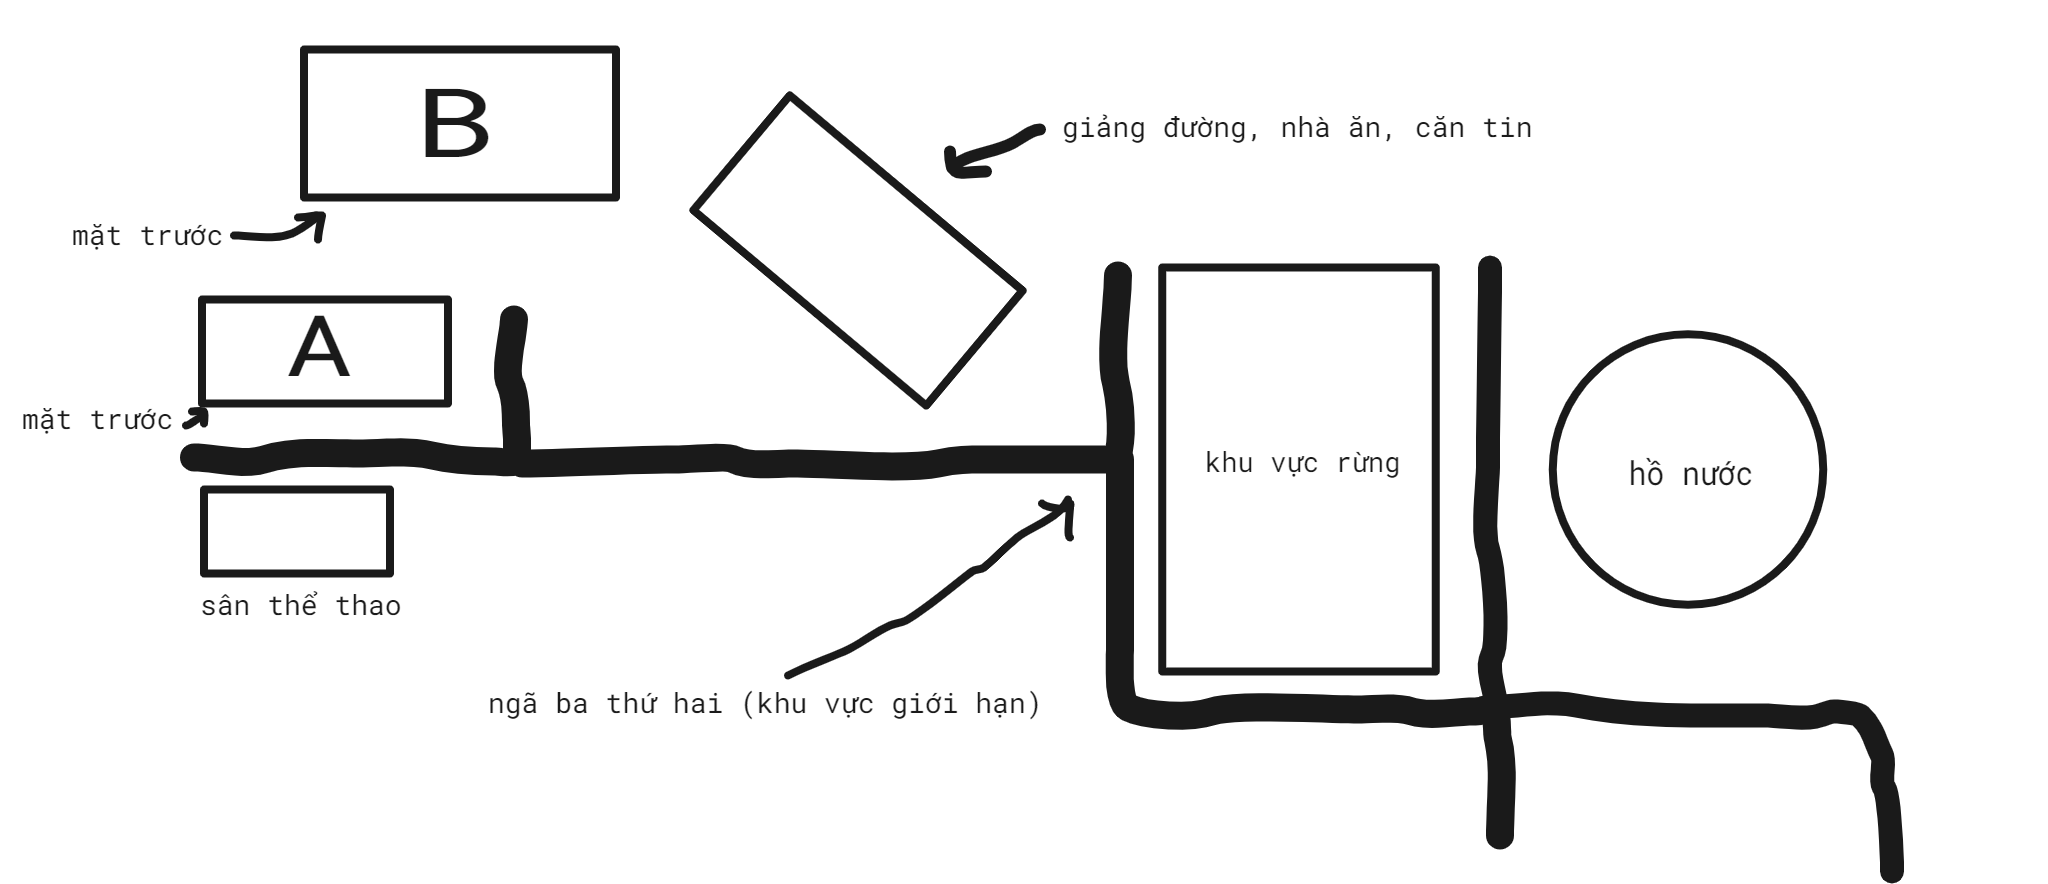 B
giảng đường, nhà ăn, căn tin
mặt trước
A
mặt trước
khu vực rừng
hồ nước
sân thể thao
ngã ba thứ hai (khu vực giới hạn)